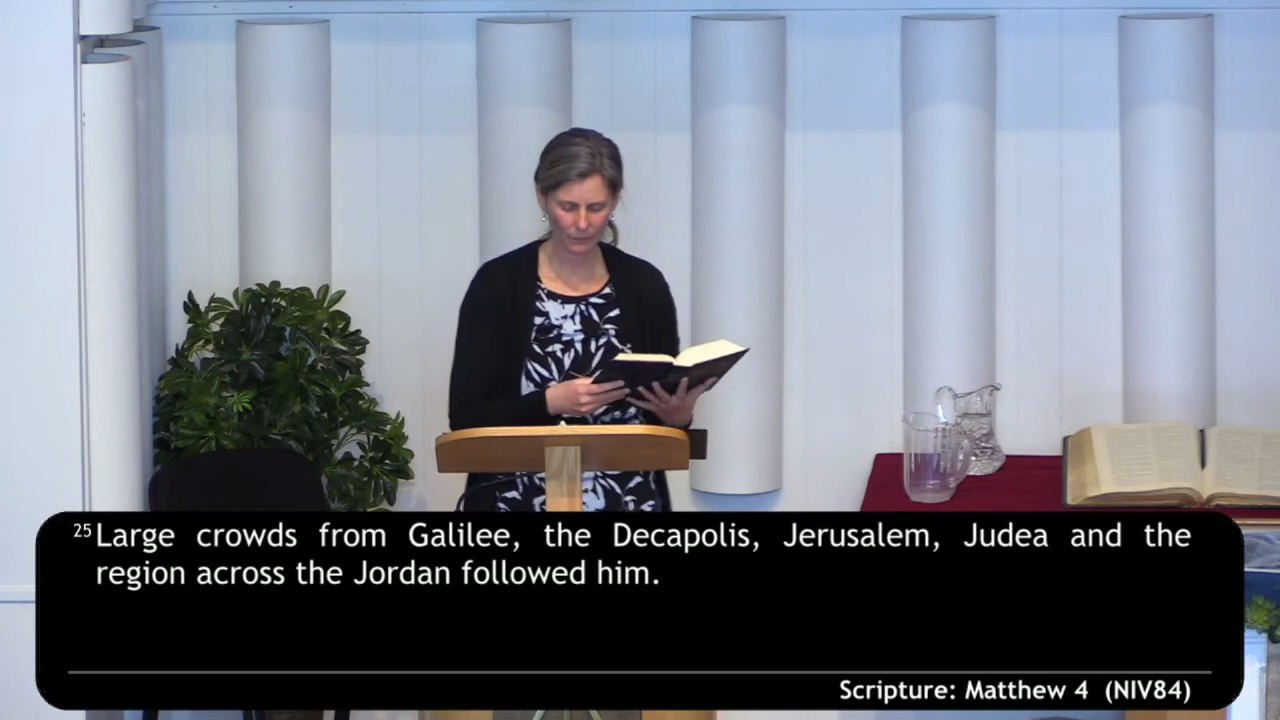 25 Large crowds from Galilee, the Decapolis, Jerusalem, Judea and the
region across the Jordan followed him.
Scripture: Matthew 4 (NIV84)